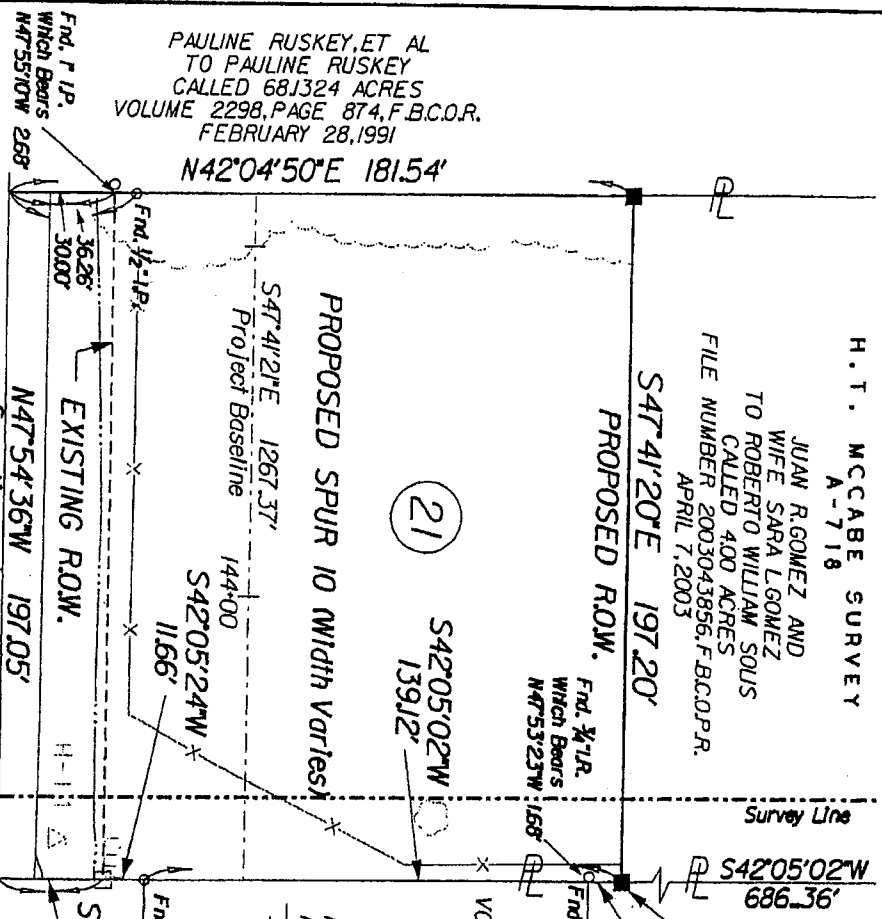 PAULINE RUSKEY, ET AL
TO PAULINE RUSKEY
CALLED 68.1324 ACRES
VOLUME 2298, PAGE 874, F.B.C.O.R.
FEBRUARY 28, 1991
N42°04'50"E 181.54'
Fnd. 1" I.P.
Which Bears
N47°55'10"W 2.68'
H.T. MCCABE SURVEY
A-718
JUAN R. GOMEZ AND
WIFE SARA L. GOMEZ
TO ROBERTO WILLIAM SOLIS
CALLED 4.00 ACRES
FILE NUMBER 2003043856, F.B.C.O.P.R.
APRIL 7, 2003
S47°41'20"E 197.20'
PROPOSED R.O.W.
21
PROPOSED SPUR 10 (Width Varies)
S47°41'21"E 1267.37'
Project Baseline
144+00
Fnd. 1/2" I.P.
36.26'
30.00'
EXISTING R.O.W.
N47°54'36"W 197.05'
S42°05'24"W
11.66'
S42°05'02"W
139.12'
Fnd. 3/4" I.R.
Which Bears
N47°53'23"W 1.68'
Survey Line
S42°05'02"W
686.36'
PL
PL
PL
Fnd
Fn